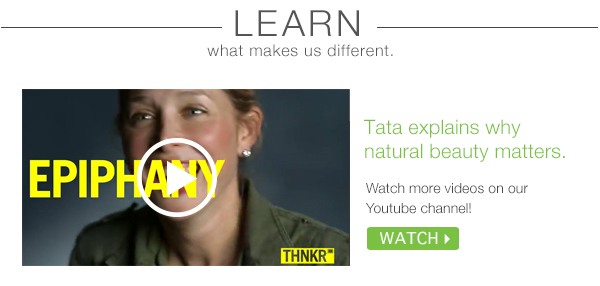 LEARN
what makes us different.
EPIPHANY
THNKR
Tata explains why
natural beauty matters.
Watch more videos on our
Youtube channel!
WATCH